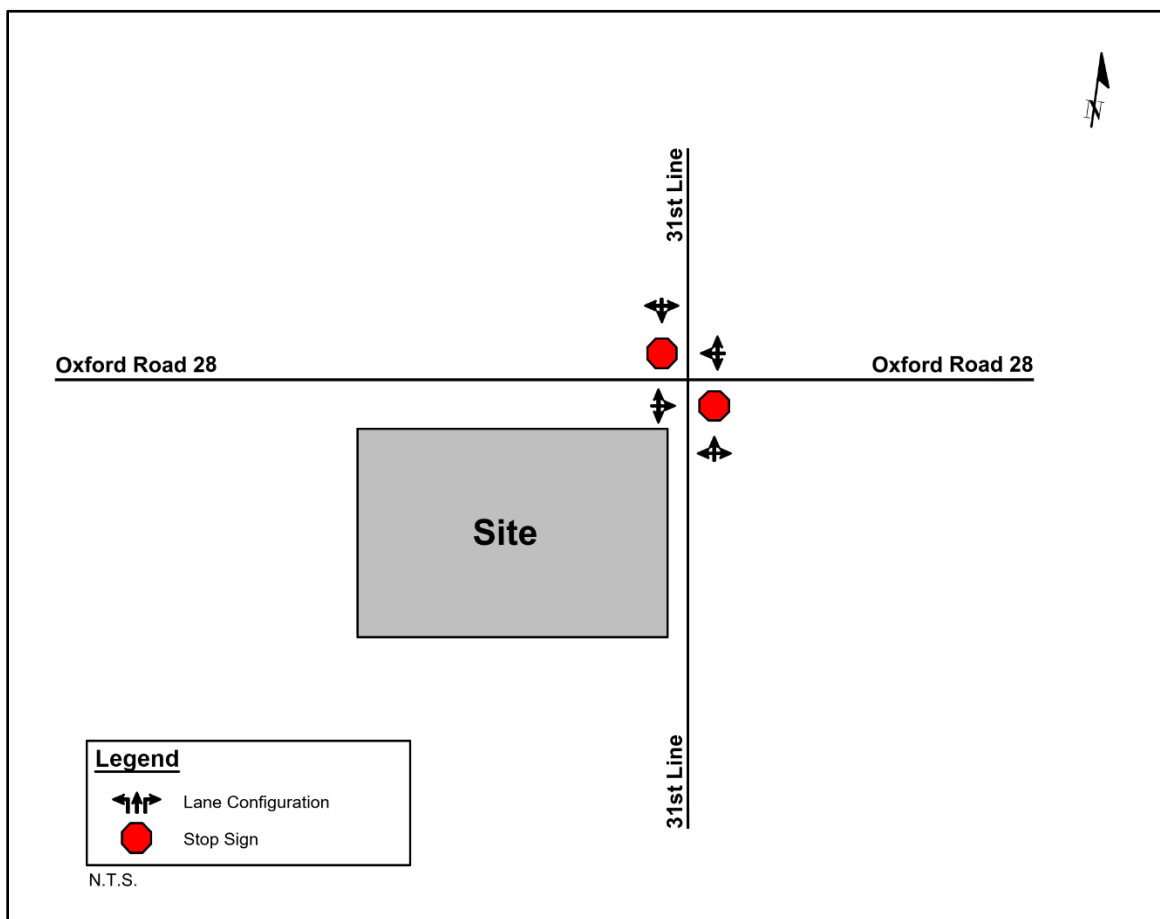 N
31st Line
Oxford Road 28
Oxford Road 28
Site
31st Line
Legend
Lane Configuration
Stop Sign
N.T.S.